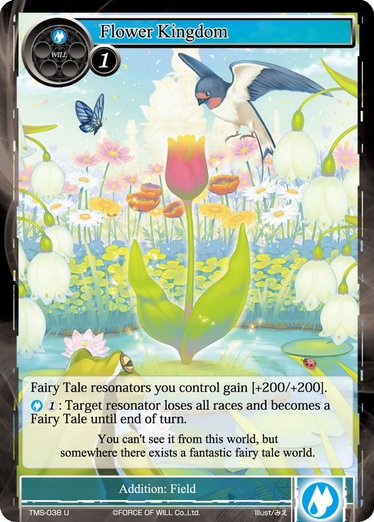 Flower Kingdom
WILL
1
Fairy Tale resonators you control gain [+200/+200].
1 : Target resonator loses all races and becomes a
Fairy Tale until end of turn.
You can't see it from this world, but
somewhere there exists a fantastic fairy tale world.
Addition: Field
TMS-038 U ©FORCE OF WILL Co.,Ltd. Illust/みえ